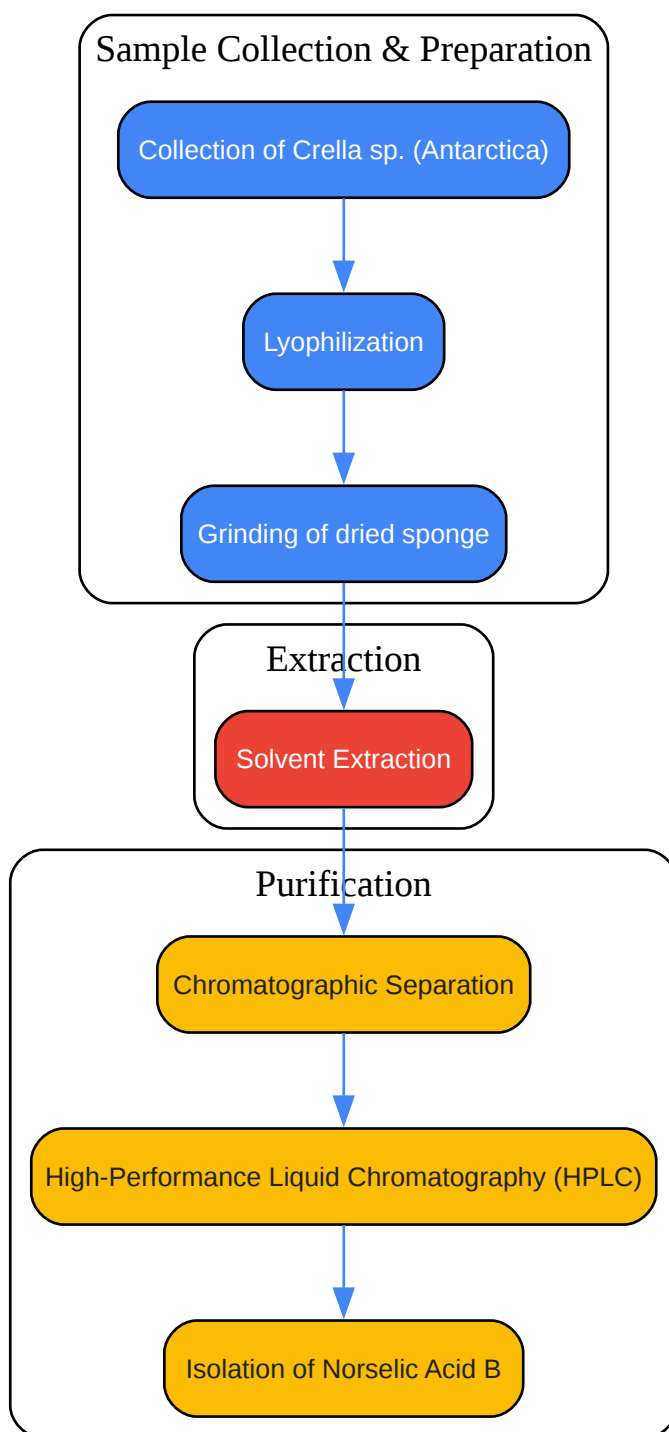 Sample Collection & Preparation
Collection of Crella sp. (Antarctica)
Lyophilization
Grinding of dried sponge
Extraction
Solvent Extraction
Purification
Chromatographic Separation
High-Performance Liquid Chromatography (HPLC)
Isolation of Norselic Acid B